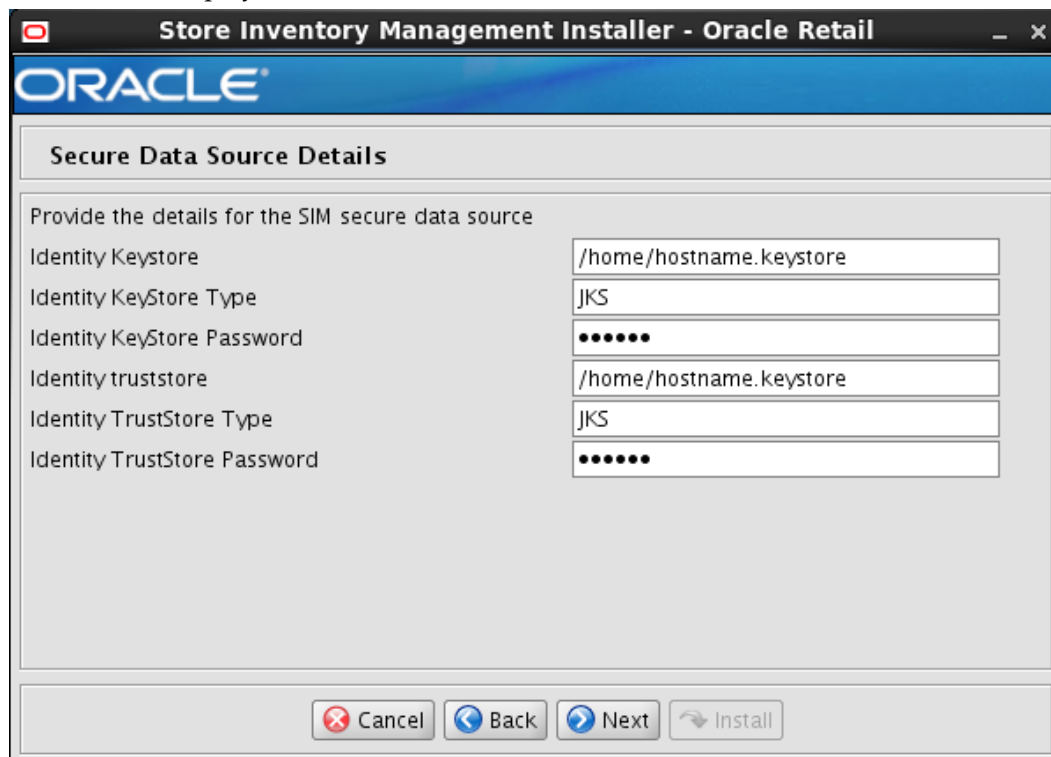 Store Inventory Management Installer - Oracle Retail
ORACLE
Secure Data Source Details
Provide the details for the SIM secure data source
Identity Keystore /home/hostname.keystore
Identity KeyStore Type JKS
Identity KeyStore Password ••••••
Identity truststore /home/hostname.keystore
Identity TrustStore Type JKS
Identity TrustStore Password ••••••
Cancel Back Next Install